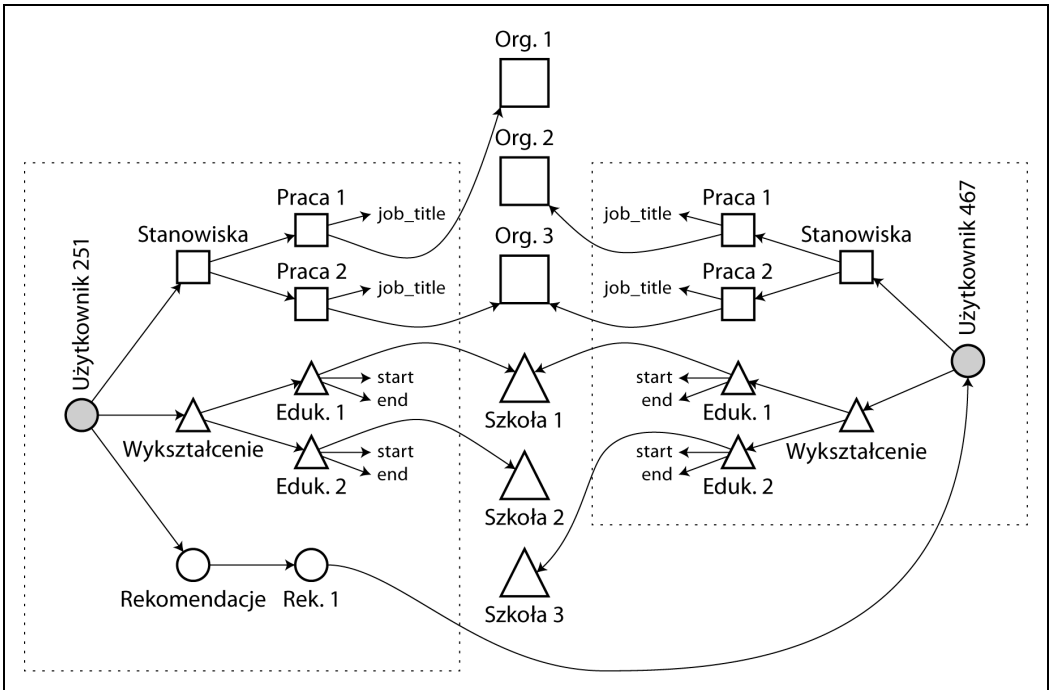 Org. 1
Org. 2
Org. 3
Użytkownik 251
Stanowiska
Praca 1
job_title
Praca 2
job_title
Wykształcenie
Eduk. 1
start
end
Eduk. 2
start
end
Rekomendacje
Rek. 1
Szkoła 1
Szkoła 2
Szkoła 3
Praca 1
job_title
Praca 2
job_title
Stanowiska
Użytkownik 467
start
end
Eduk. 1
start
end
Eduk. 2
Wykształcenie